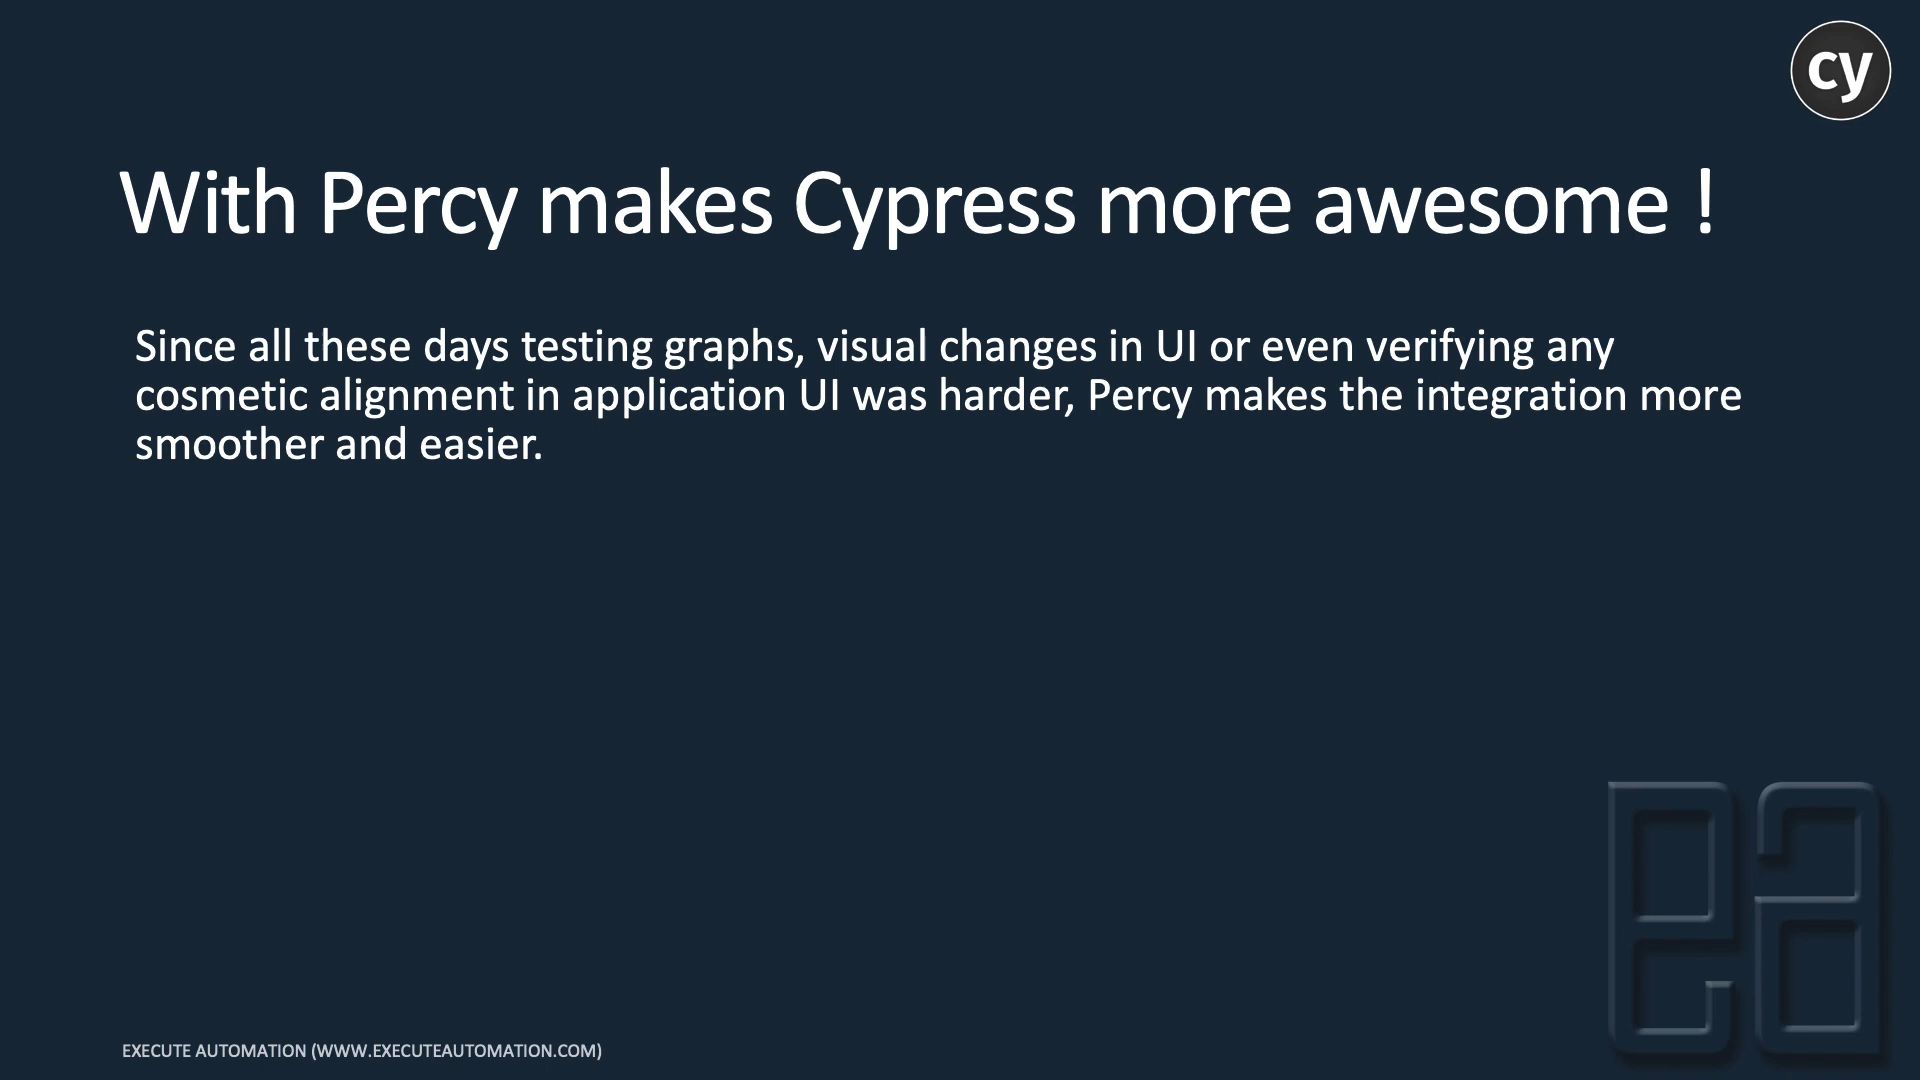 cy
With Percy makes Cypress more awesome !
Since all these days testing graphs, visual changes in UI or even verifying any
cosmetic alignment in application UI was harder, Percy makes the integration more
smoother and easier.
ea
EXECUTE AUTOMATION (WWW.EXECUTEAUTOMATION.COM)